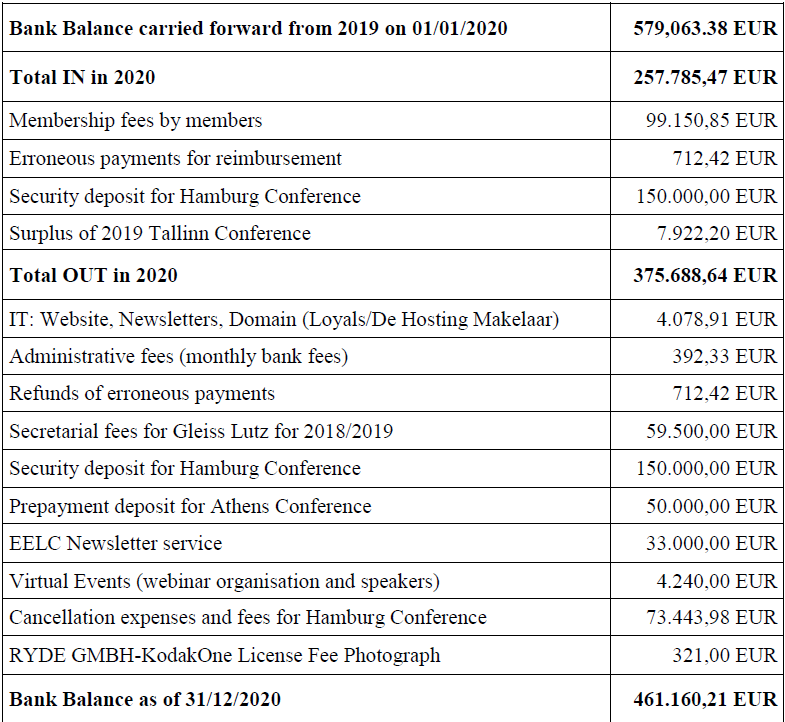 Bank Balance carried forward from 2019 on 01/01/2020 579,063.38 EUR
Total IN in 2020 257.785,47 EUR
Membership fees by members 99.150,85 EUR
Erroneous payments for reimbursement 712,42 EUR
Security deposit for Hamburg Conference 150.000,00 EUR
Surplus of 2019 Tallinn Conference 7.922,20 EUR
Total OUT in 2020 375.688,64 EUR
IT: Website, Newsletters, Domain (Loyals/De Hosting Makelaar) 4.078,91 EUR
Administrative fees (monthly bank fees) 392,33 EUR
Refunds of erroneous payments 712,42 EUR
Secretarial fees for Gleiss Lutz for 2018/2019 59.500,00 EUR
Security deposit for Hamburg Conference 150.000,00 EUR
Prepayment deposit for Athens Conference 50.000,00 EUR
EELC Newsletter service 33.000,00 EUR
Virtual Events (webinar organisation and speakers) 4.240,00 EUR
Cancellation expenses and fees for Hamburg Conference 73.443,98 EUR
RYDE GMBH-KodakOne License Fee Photograph 321,00 EUR
Bank Balance as of 31/12/2020 461.160,21 EUR